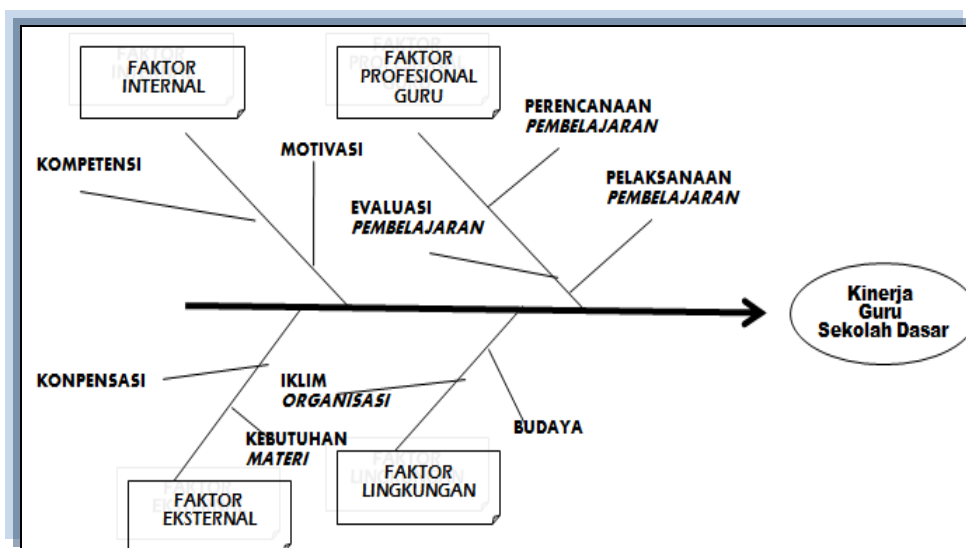 FAKTOR
INTERNAL
FAKTOR
PROFESIONAL
GURU
PERENCANAAN
PEMBELAJARAN
MOTIVASI
KOMPETENSI
PELAKSANAAN
PEMBELAJARAN
EVALUASI
PEMBELAJARAN
Kinerja
Guru
Sekolah Dasar
KONPENSASI
IKLIM
ORGANISASI
BUDAYA
KEBUTUHAN
MATERI
FAKTOR
LINGKUNGAN
FAKTOR
EKSTERNAL